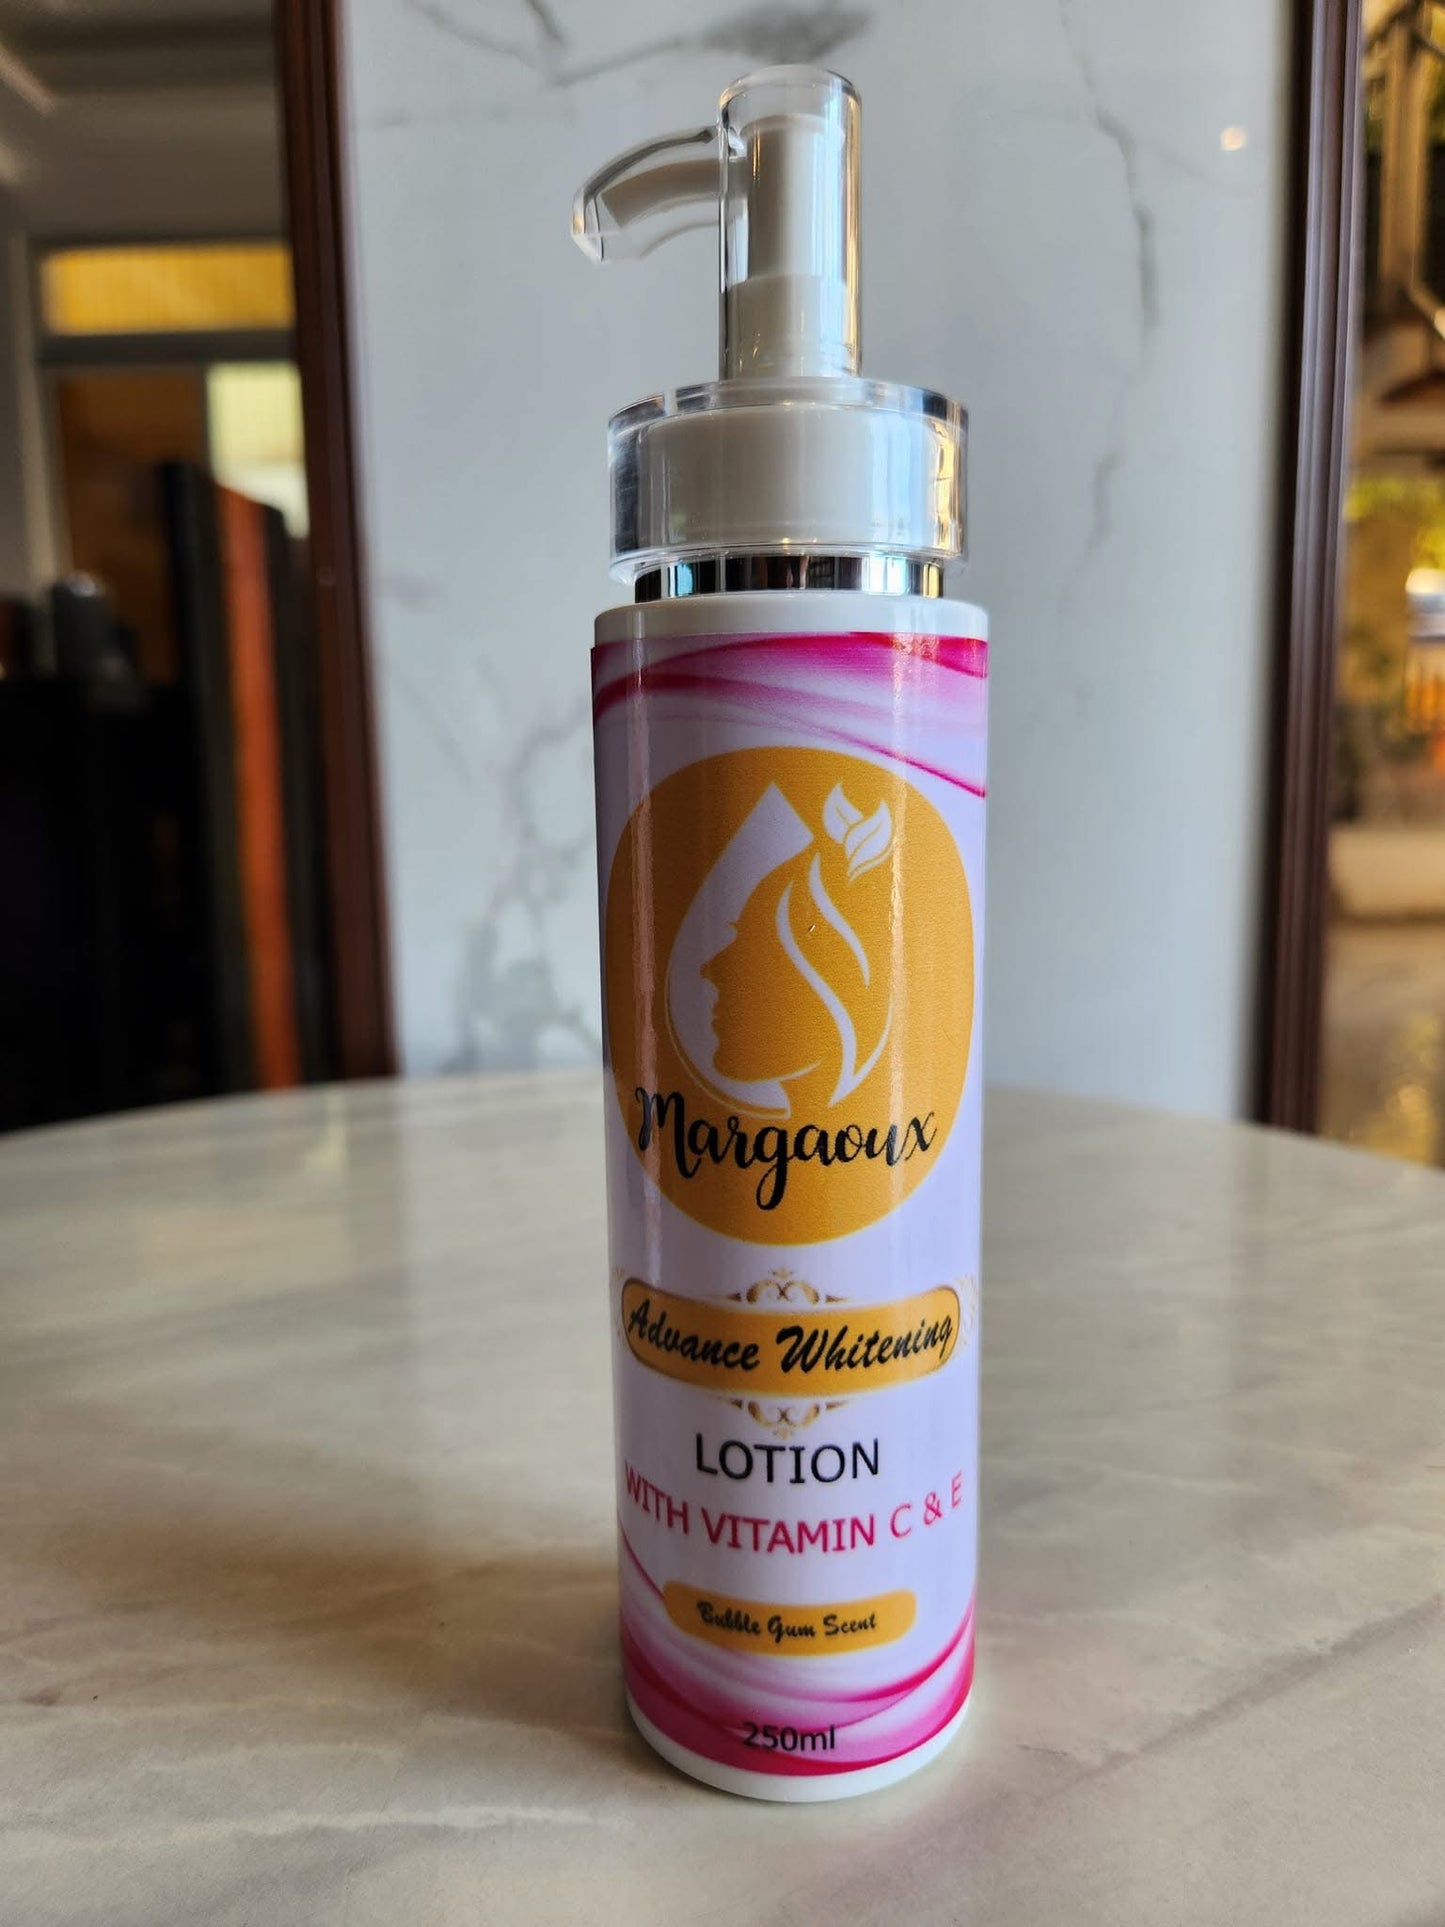 Margaoux
Advance Whitening
LOTION
WITH VITAMIN C & E
Bubble Gum Scent
250ml